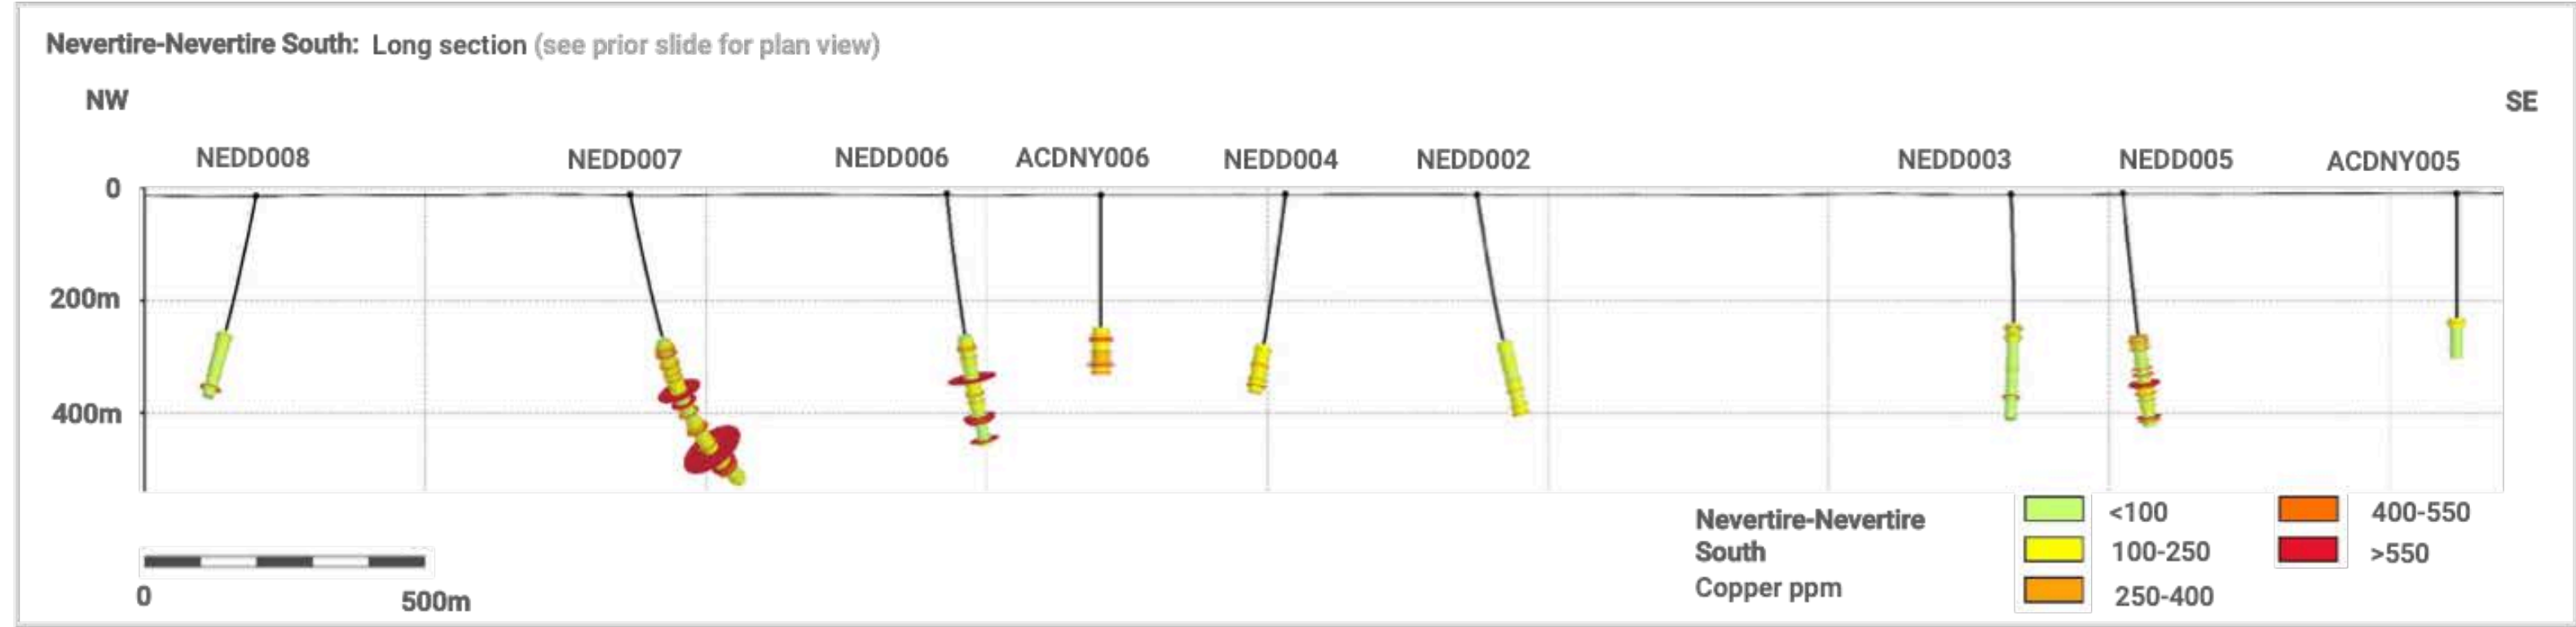 Nevertire-Nevertire South: Long section (see prior slide for plan view)
NW
SE
NEDD008
NEDD007
NEDD006
ACDNY006
NEDD004
NEDD002
NEDD003
NEDD005
ACDNY005
0
200m
400m
0
500m
Nevertire-Nevertire
South
Copper ppm
<100
100-250
250-400
400-550
>550